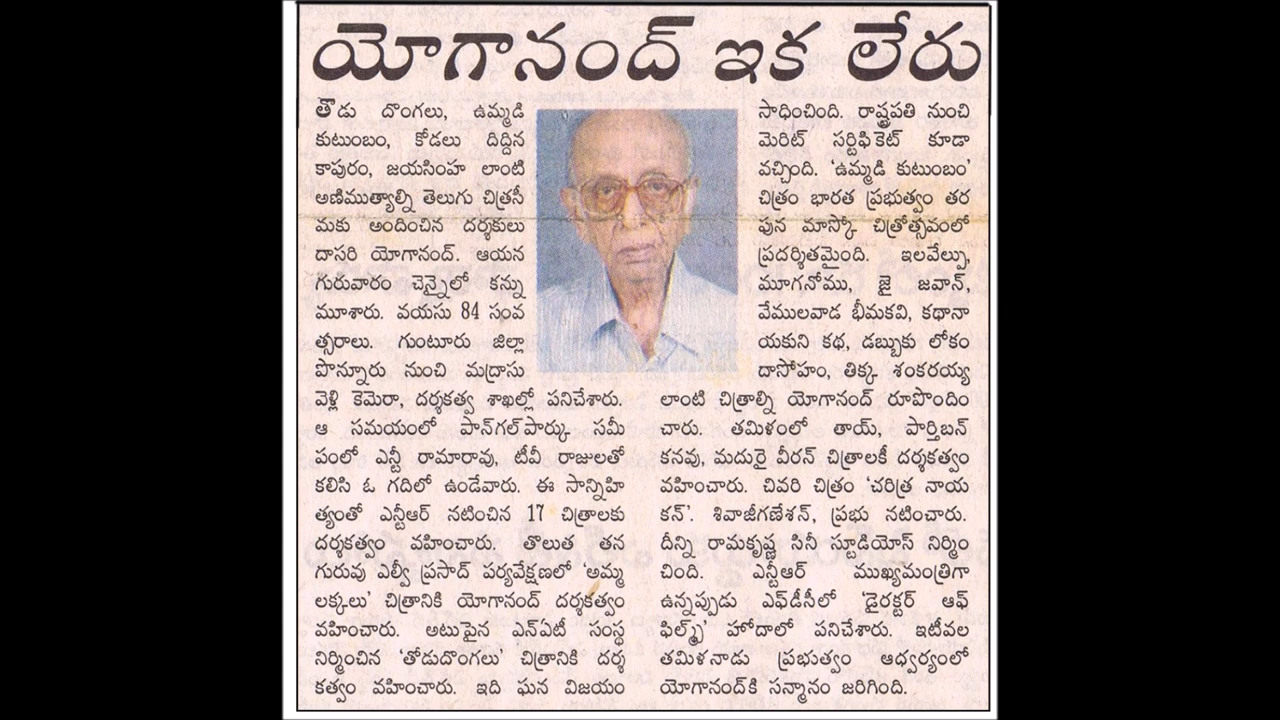 యోగానంద్ ఇక లేరు
తోడు దొంగలు, ఉమ్మడి
కుటుంబం, కోడలు దిద్దిన
కాపురం, జయసింహ లాంటి
అణిముత్యాల్ని తెలుగు చిత్రసీ
మకు అందించిన దర్శకులు
దాసరి యోగానంద్. ఆయన
గురువారం చెన్నైలో కన్ను
మూశారు. వయసు 84 సంవ
త్సరాలు. గుంటూరు జిల్లా
పొన్నూరు నుంచి మద్రాసు
వెళ్లి కెమెరా, దర్శకత్వ శాఖల్లో పనిచేశారు.
ఆ సమయంలో పాన్‌గల్‌పార్కు సమీ
పంలో ఎన్టీ రామారావు, టీవీ రాజులతో
కలిసి ఓ గదిలో ఉండేవారు. ఈ సాన్నిహి
త్యంతో ఎన్టీఆర్ నటించిన 17 చిత్రాలకు
దర్శకత్వం వహించారు. తొలుత తన
గురువు ఎల్వీ ప్రసాద్ పర్యవేక్షణలో 'అమ్మ
లక్కలు' చిత్రానికి యోగానంద్ దర్శకత్వం
వహించారు. అటుపైన ఎన్ఏటీ సంస్థ
నిర్మించిన 'తోడుదొంగలు' చిత్రానికి దర్శ
కత్వం వహించారు. ఇది ఘన విజయం
సాధించింది. రాష్ట్రపతి నుంచి
మెరిట్ సర్టిఫికెట్ కూడా
వచ్చింది. 'ఉమ్మడి కుటుంబం'
చిత్రం భారత ప్రభుత్వం తర
పున మాస్కో చిత్రోత్సవంలో
ప్రదర్శితమైంది. ఇలవేల్పు,
మూగనోము, జై జవాన్,
వేములవాడ భీమకవి, కథానా
యకుని కథ, డబ్బుకు లోకం
దాసోహం, తిక్క శంకరయ్య
లాంటి చిత్రాల్ని యోగానంద్ రూపొందిం
చారు. తమిళంలో తాయ్, పార్తిబన్
కనవు, మదురై వీరన్ చిత్రాలకీ దర్శకత్వం
వహించారు. చివరి చిత్రం 'చరిత్ర నాయ
కన్'. శివాజీగణేశన్, ప్రభు నటించారు.
దీన్ని రామకృష్ణ సినీ స్టూడియోస్ నిర్మిం
చింది. ఎన్టీఆర్ ముఖ్యమంత్రిగా
ఉన్నప్పుడు ఎఫ్‌డీసీలో 'డైరక్టర్ ఆఫ్
ఫిల్మ్స్' హోదాలో పనిచేశారు. ఇటీవల
తమిళనాడు ప్రభుత్వం ఆధ్వర్యంలో
యోగానంద్‌కి సన్మానం జరిగింది.